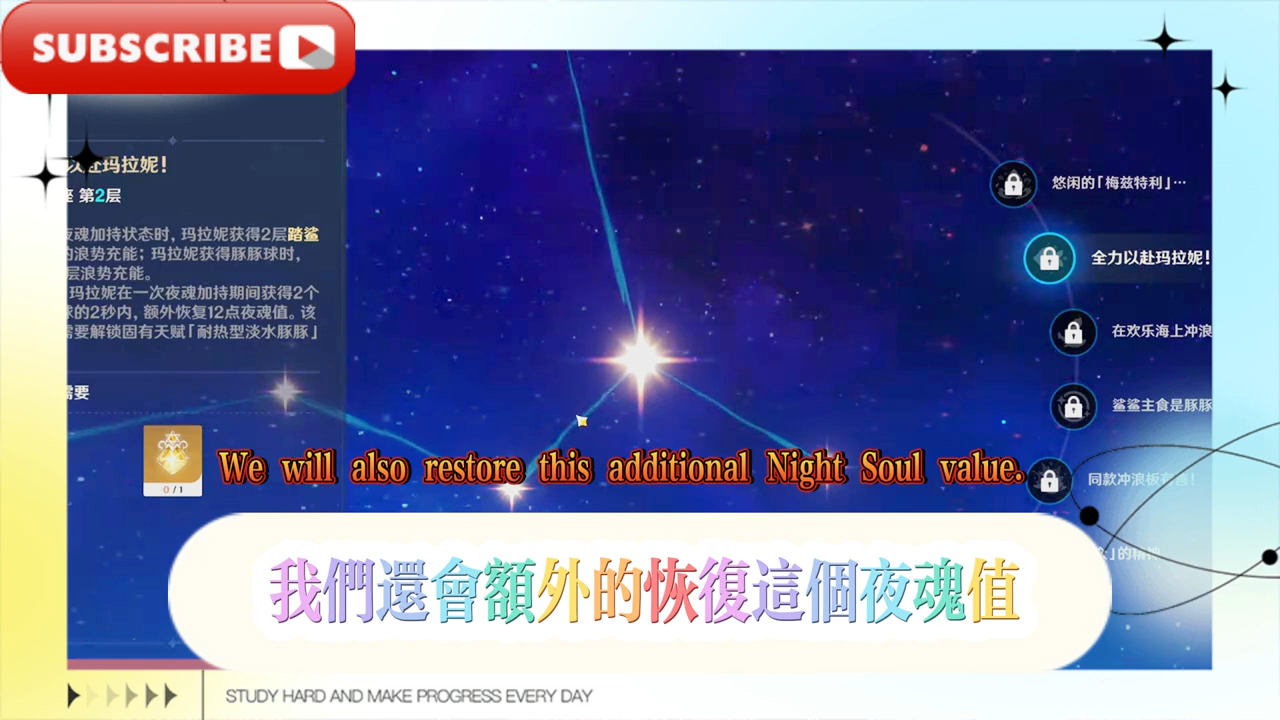 SUBSCRIBE
赴玛拉妮!
第2层
夜魂加持状态时,玛拉妮获得2层踏鲨
的浪势充能;玛拉妮获得豚豚球时,
层浪势充能。
玛拉妮在一次夜魂加持期间获得2个
球的2秒内,额外恢复12点夜魂值。该
需要解锁固有天赋「耐热型淡水豚豚」
需要
0/1
悠闲的「梅兹特利」…
全力以赴玛拉妮!
在欢乐海上冲浪
鲨鲨主食是豚豚
同款冲浪板有售!
」的精神
We will also restore this additional Night Soul value.
我們還會額外的恢復這個夜魂值
STUDY HARD AND MAKE PROGRESS EVERY DAY